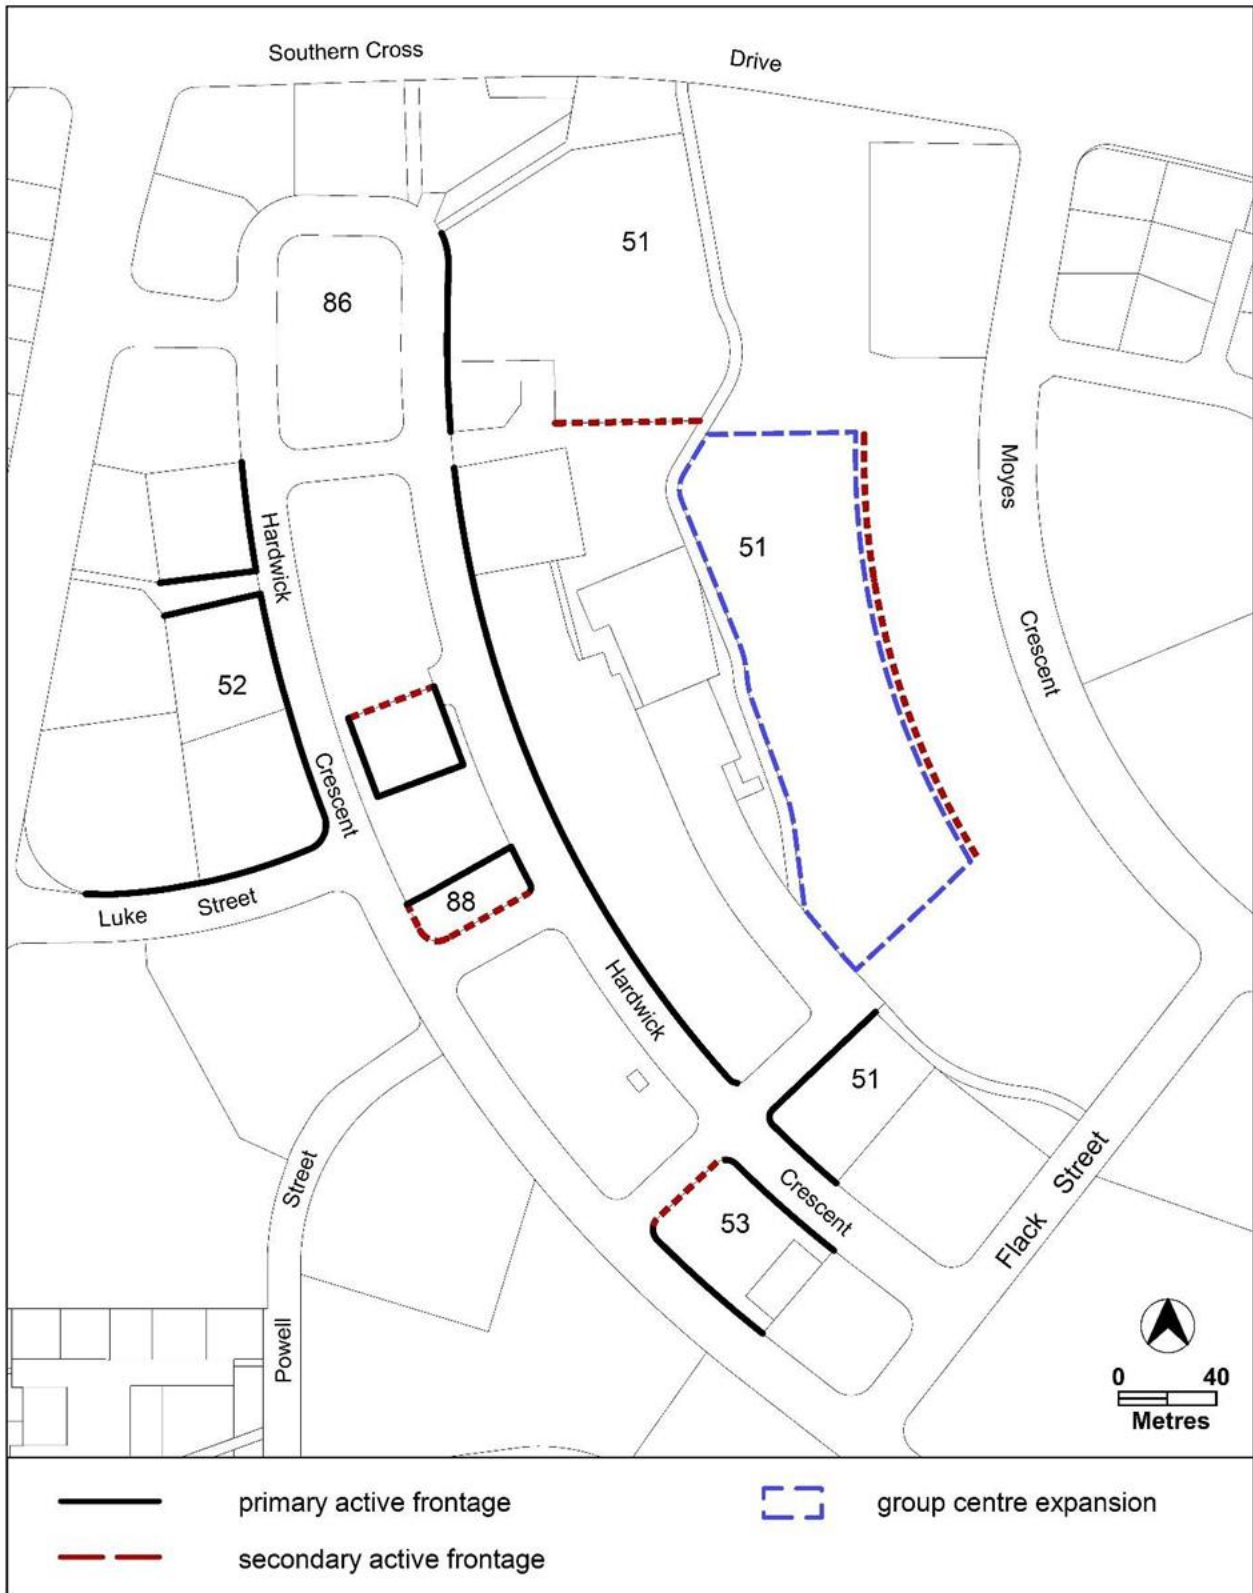 Southern Cross
Drive
51
86
Moyes
Hardwick
51
Crescent
52
Crescent
88
Luke
Street
Hardwick
51
Street
Street
Crescent
53
Flack
Powell
0 40
Metres
primary active frontage
group centre expansion
secondary active frontage